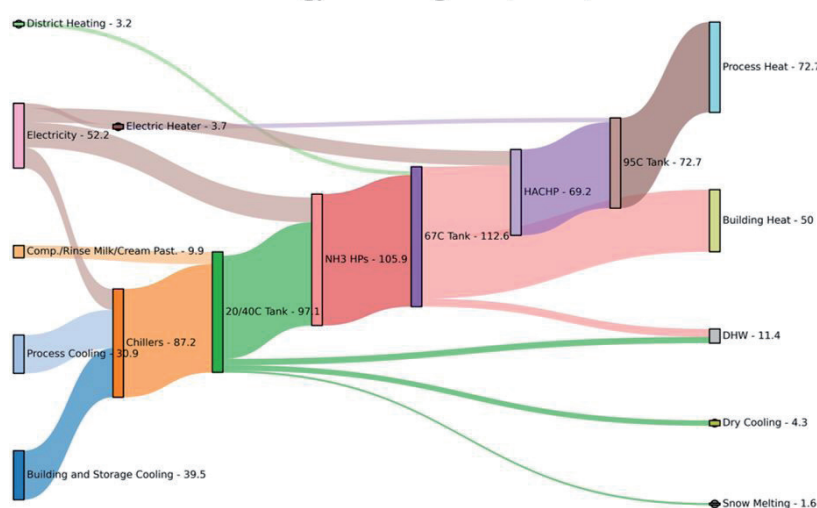 District Heating - 3.2
Electricity - 52.2
Electric Heater - 3.7
Comp./Rinse Milk/Cream Past. - 9.9
Process Cooling - 30.9
Building and Storage Cooling - 39.5
Chillers - 87.2
20/40C Tank - 97.1
NH3 HPs - 105.9
67C Tank - 112.6
HACHP - 69.2
95C Tank - 72.7
Process Heat - 72.7
Building Heat - 50
DHW - 11.4
Dry Cooling - 4.3
Snow Melting - 1.6